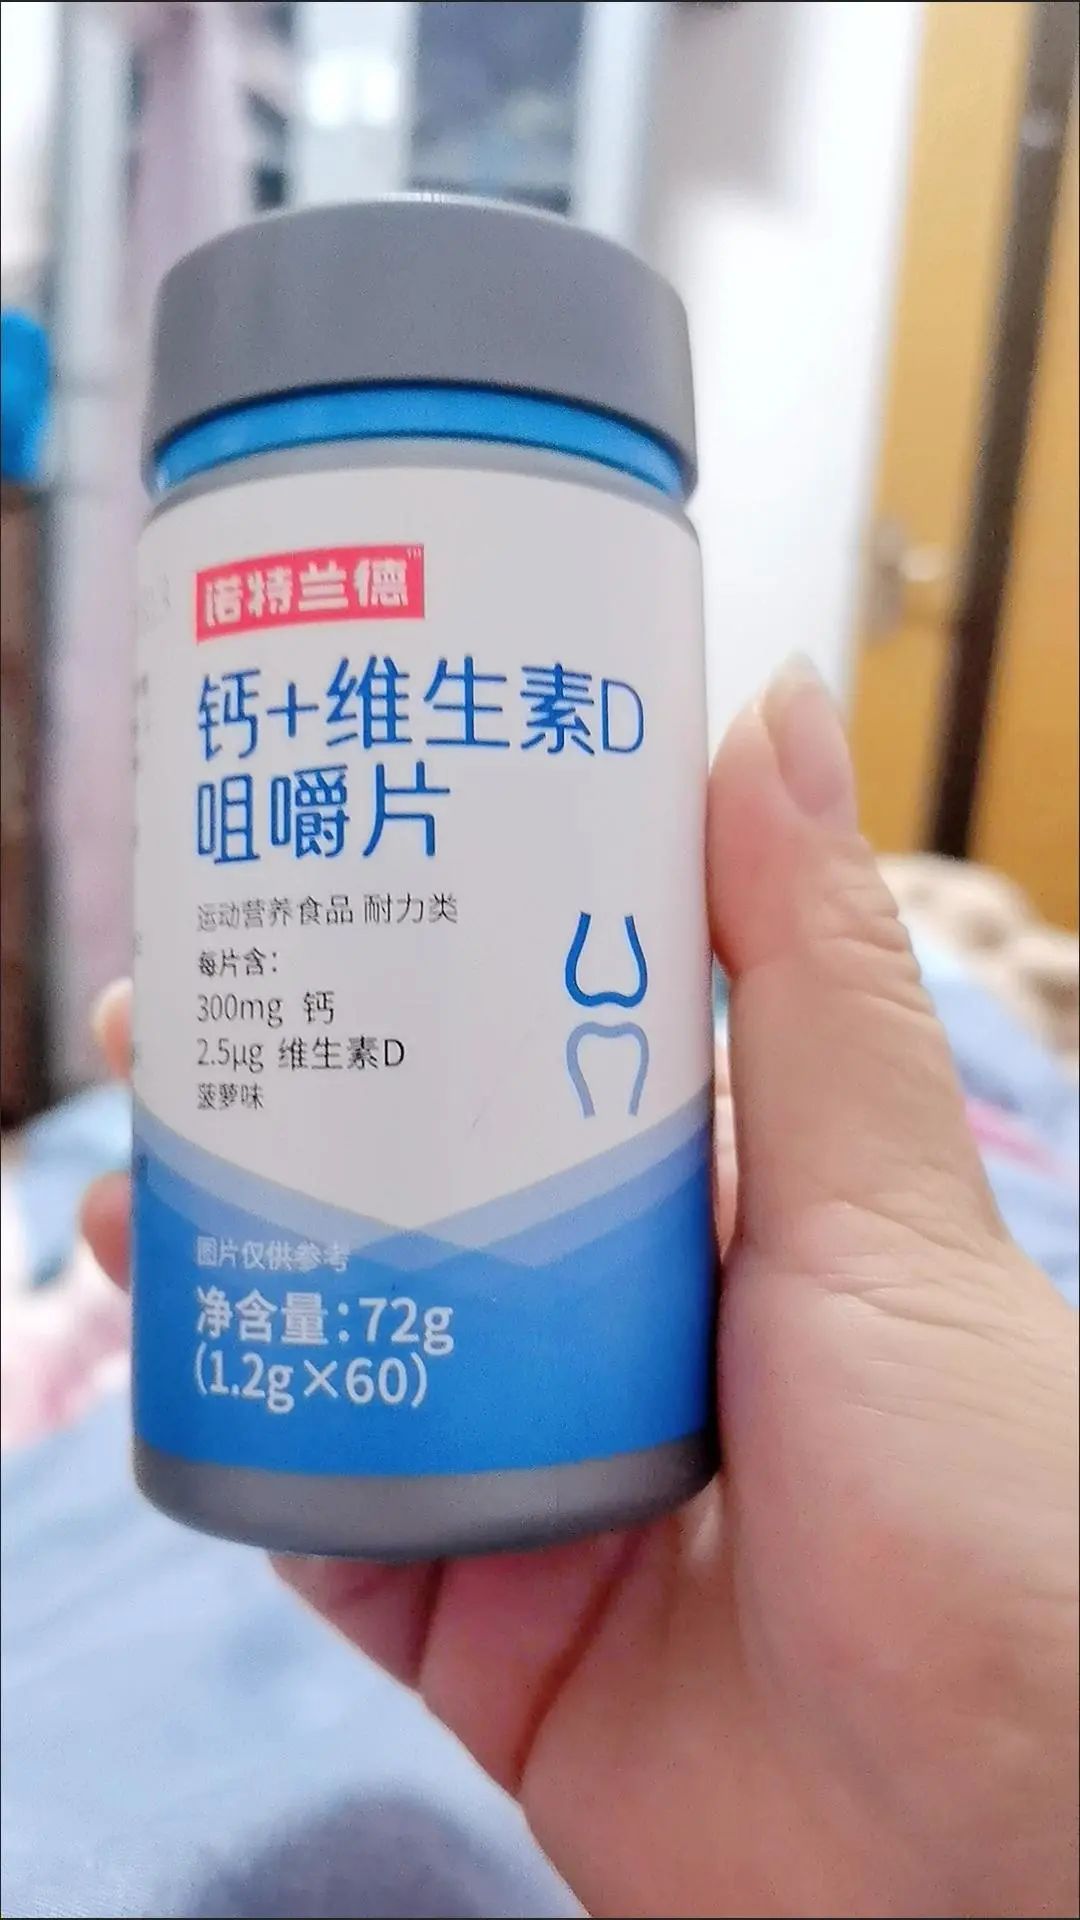 诺特兰德™
钙+维生素D
咀嚼片
运动营养食品 耐力类
每片含：
300mg 钙
2.5μg 维生素D
菠萝味
图片仅供参考
净含量：72g
(1.2g×60)